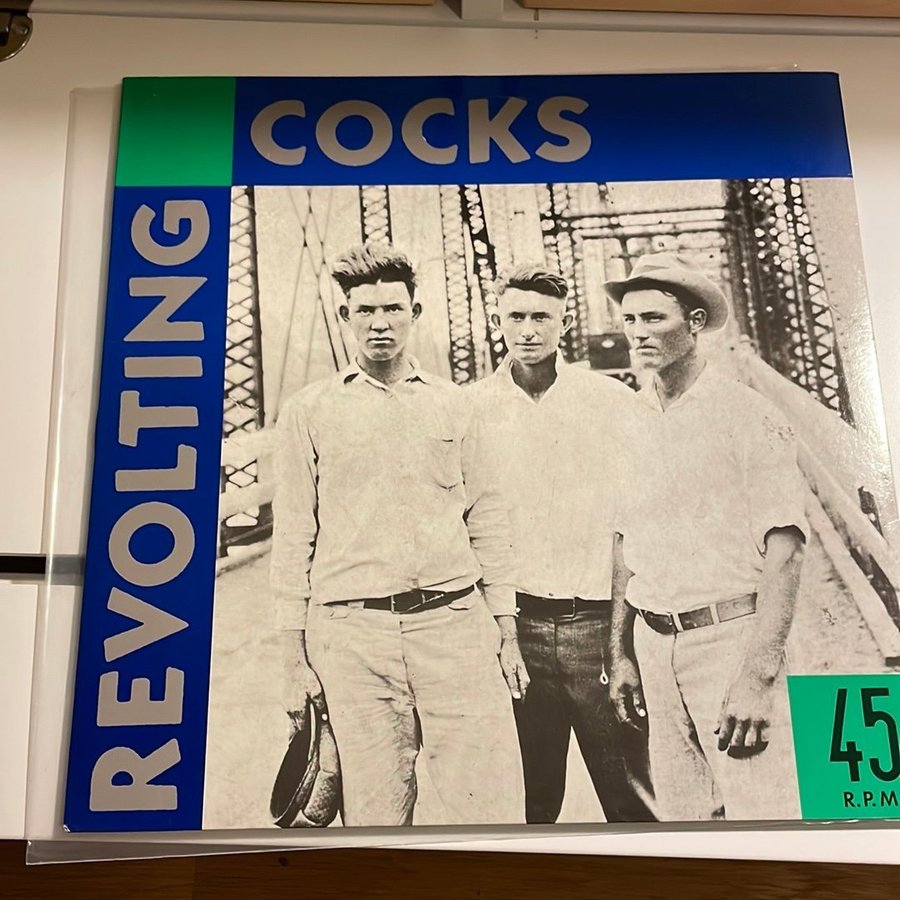 REVOLTING
COCKS
45
R.P.M